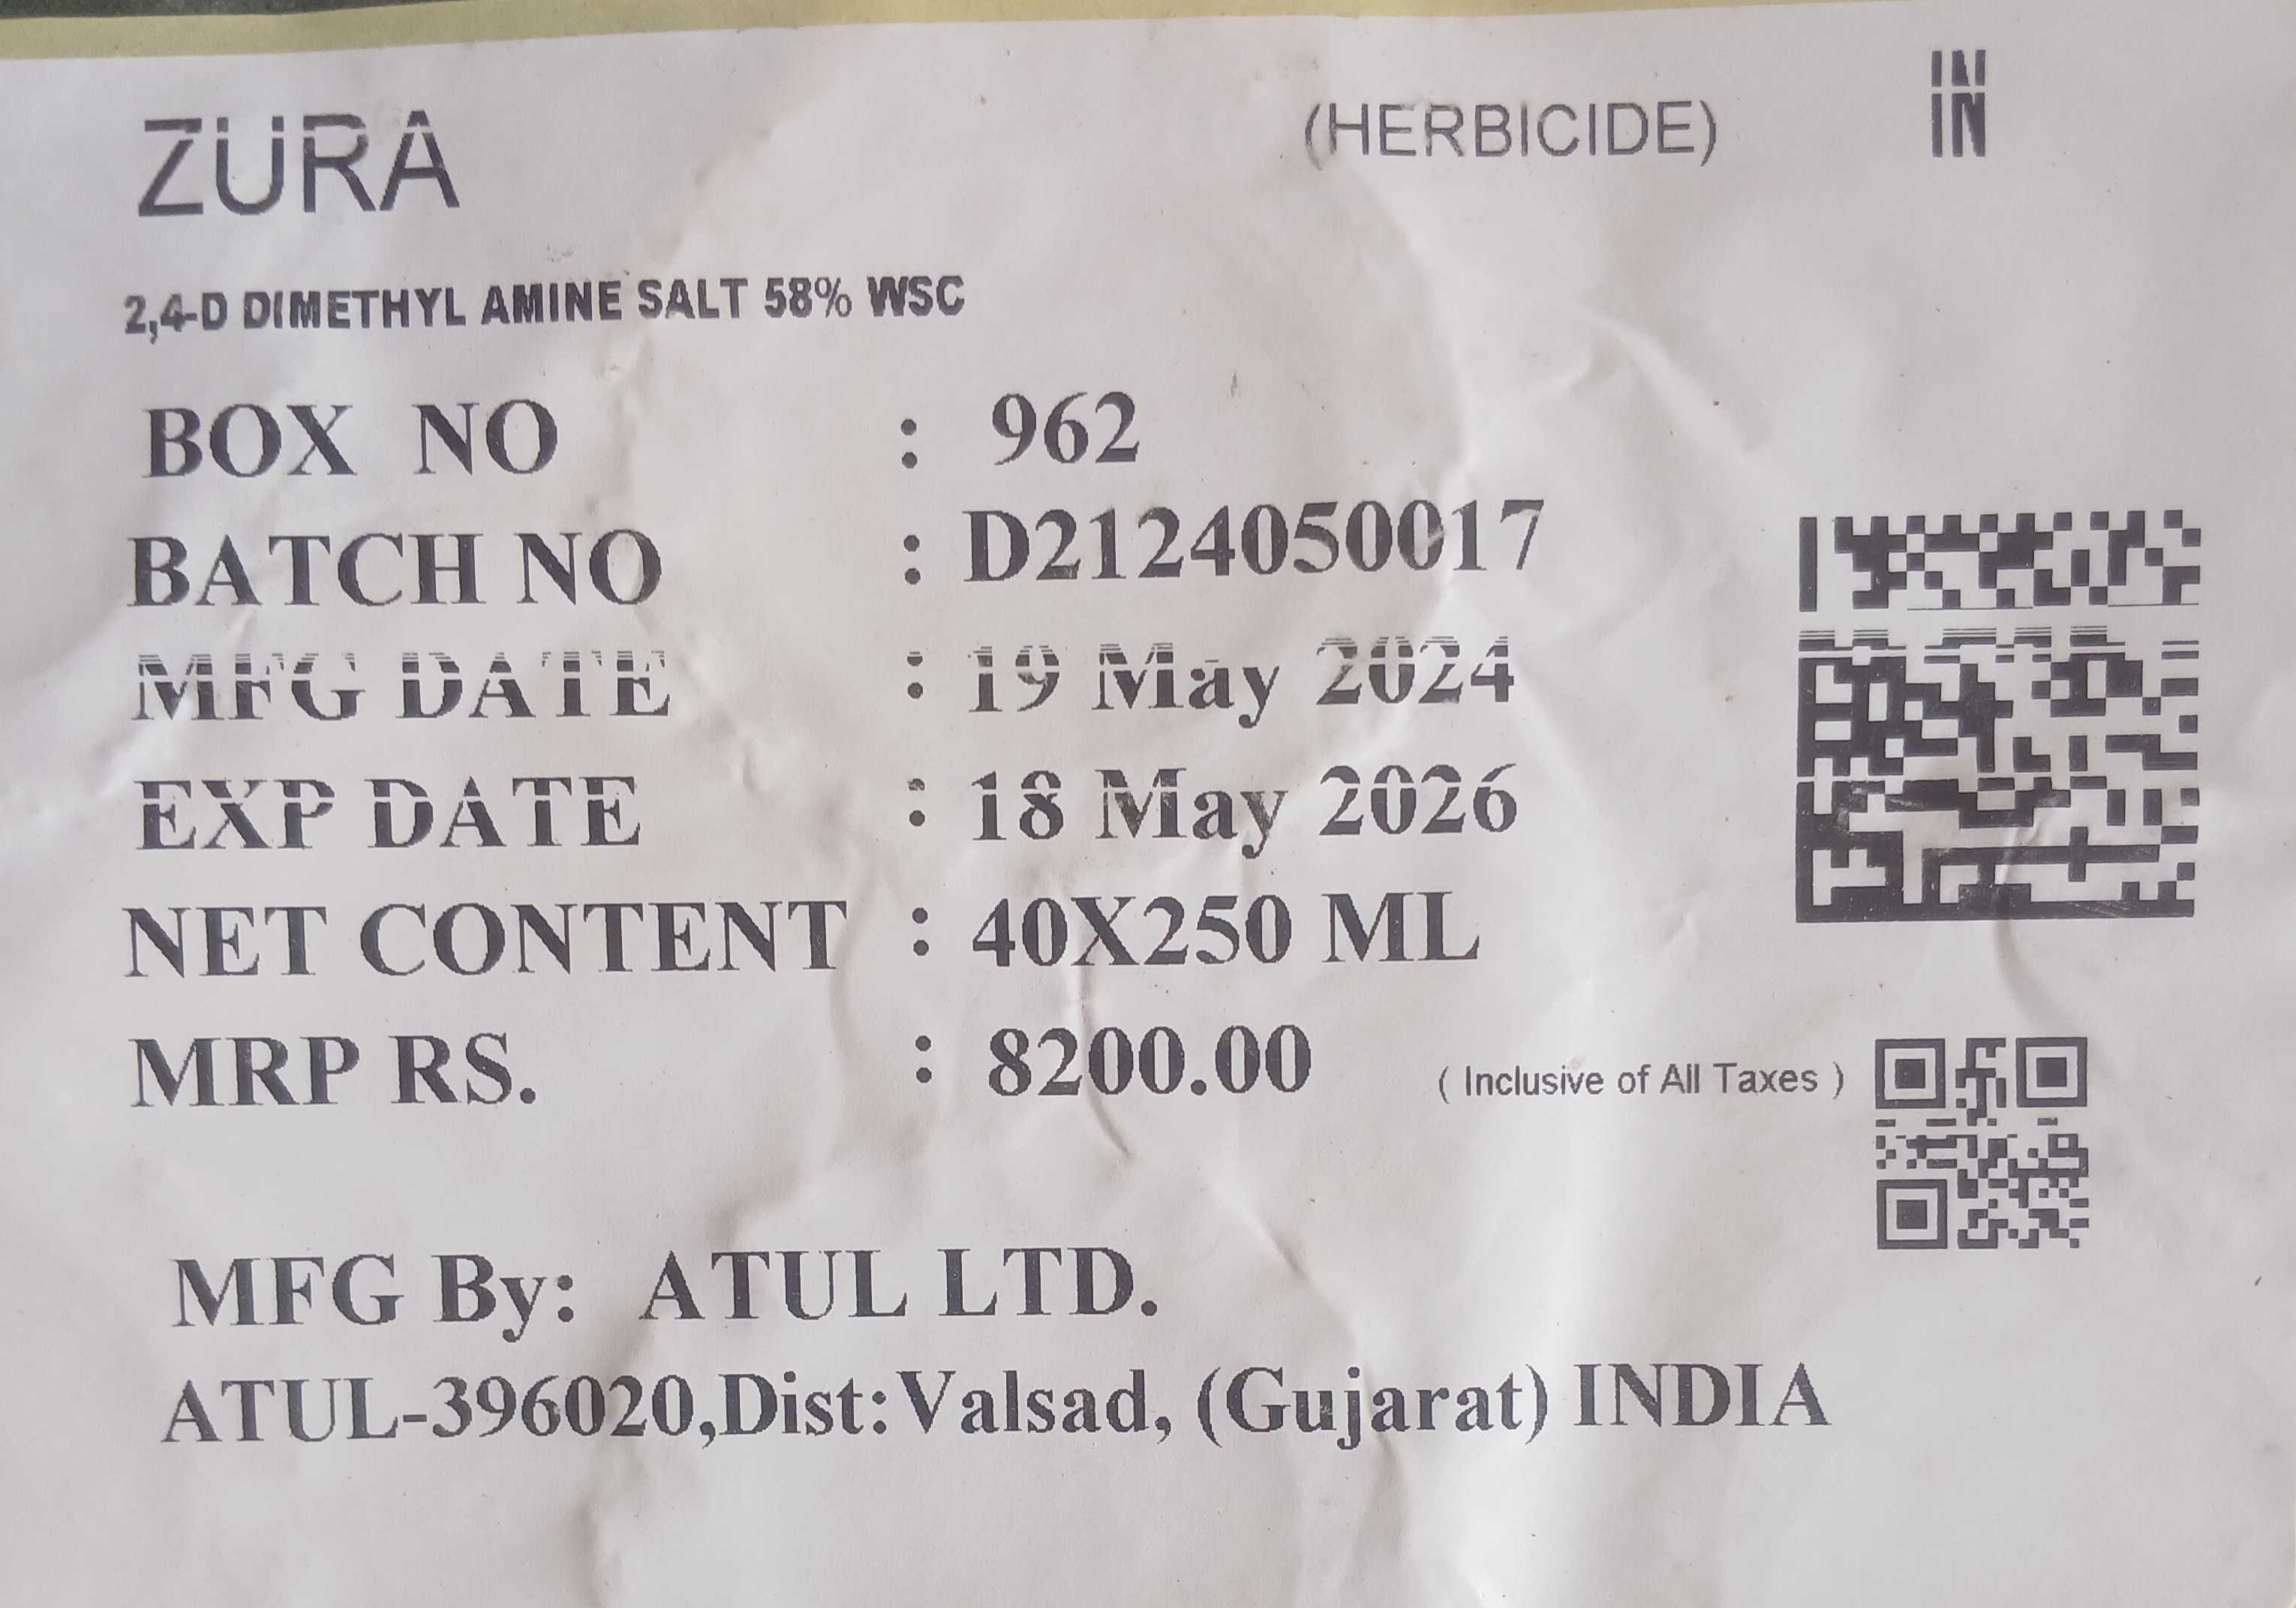 ZURA (HERBICIDE) IN
2,4-D DIMETHYL AMINE SALT 58% WSC
BOX NO : 962
BATCH NO : D2124050017
MFG DATE : 19 May 2024
EXP DATE : 18 May 2026
NET CONTENT : 40X250 ML
MRP RS. : 8200.00 ( Inclusive of All Taxes )
MFG By: ATUL LTD.
ATUL-396020,Dist:Valsad, (Gujarat) INDIA